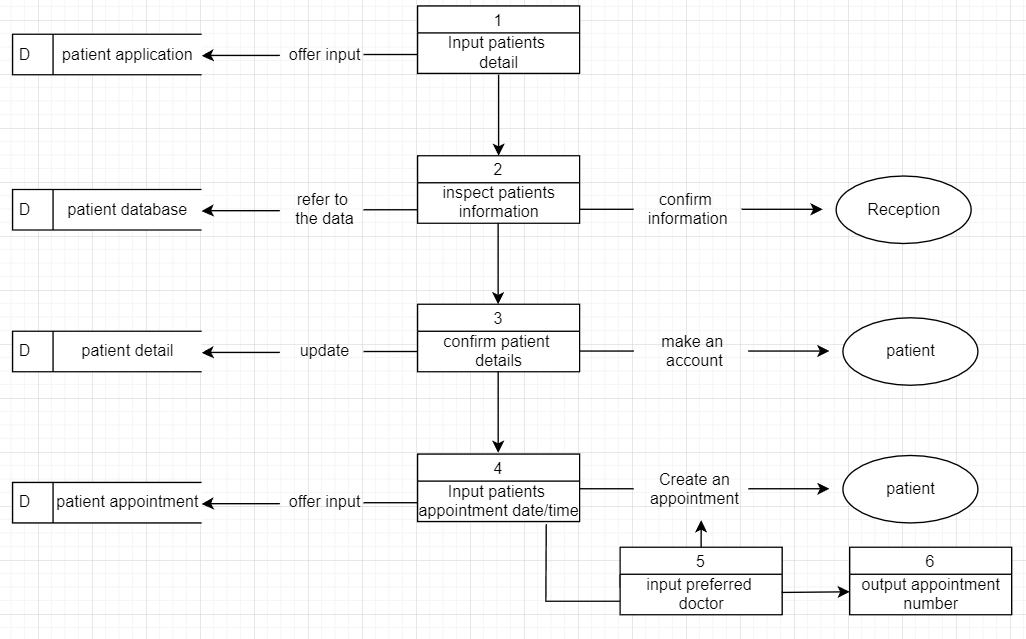 1
Input patients
detail
D
patient application
offer input
2
inspect patients
information
D
patient database
refer to
the data
confirm
information
Reception
3
confirm patient
details
D
patient detail
update
make an
account
patient
4
Input patients
appointment date/time
D
patient appointment
offer input
Create an
appointment
patient
5
input preferred
doctor
6
output appointment
number